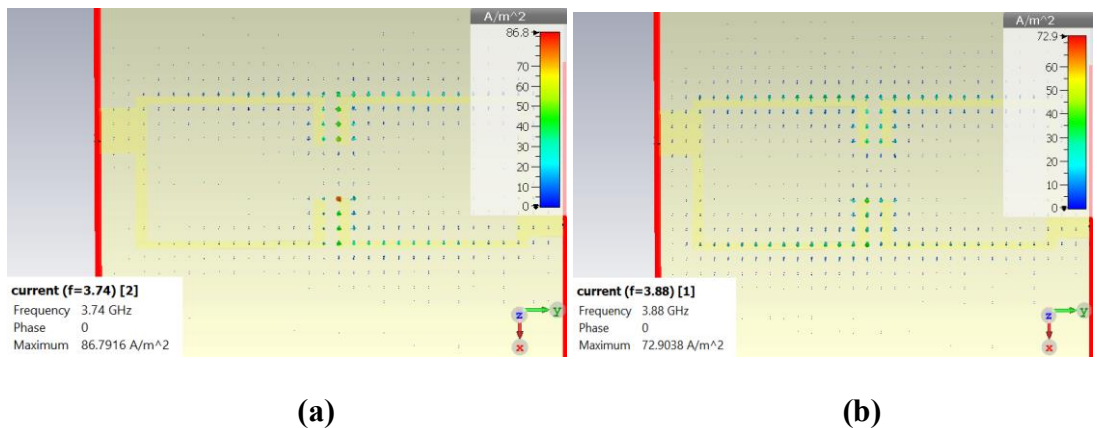 A/m^2
86.8
70
60
50
40
30
20
10
0
current (f=3.74) [2]
Frequency 3.74 GHz
Phase 0
Maximum 86.7916 A/m^2
z y
x
(a)
A/m^2
72.9
60
50
40
30
20
10
0
current (f=3.88) [1]
Frequency 3.88 GHz
Phase 0
Maximum 72.9038 A/m^2
z y
x
(b)